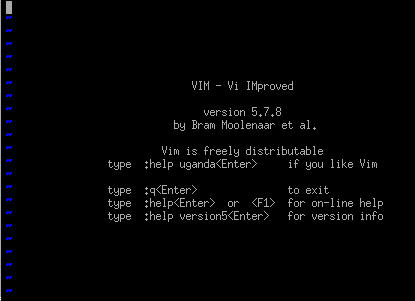 ~
~
~
~
~
VIM - Vi IMproved
~
~
version 5.7.8
~
by Bram Moolenaar et al.
~
~
Vim is freely distributable
~
type :help uganda<Enter> if you like Vim
~
~
type :q<Enter> to exit
~
type :help<Enter> or <F1> for on-line help
~
type :help version5<Enter> for version info
~
~
~
~
~